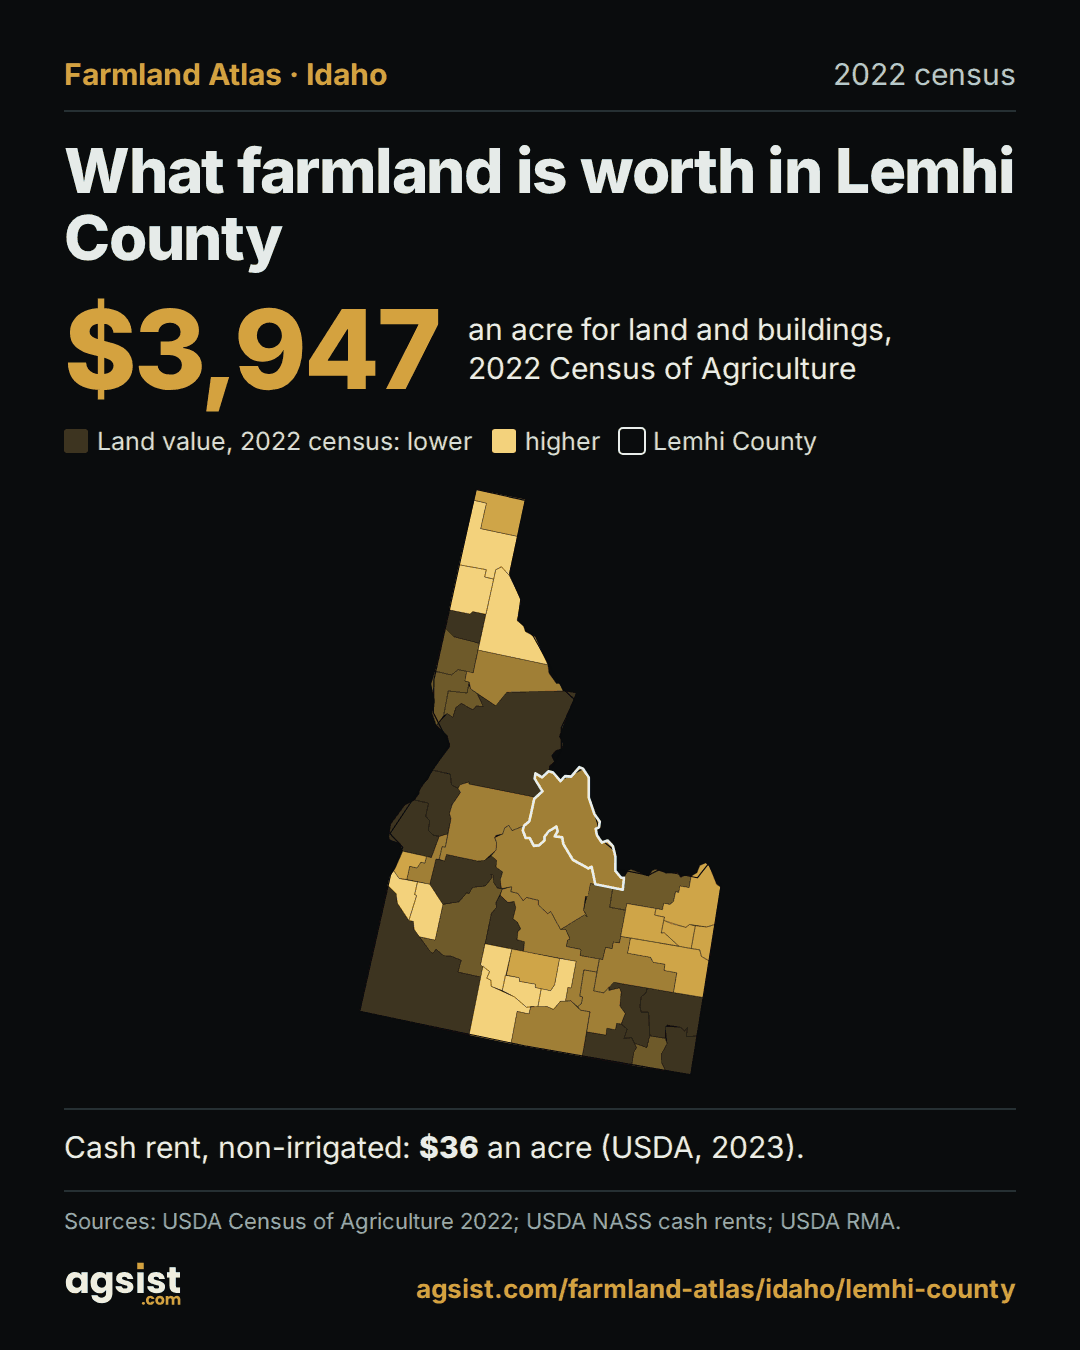 Farmland Atlas · Idaho
2022 census
What farmland is worth in Lemhi
County
$3,947
an acre for land and buildings,
2022 Census of Agriculture
Land value, 2022 census: lower
higher
Lemhi County
Cash rent, non-irrigated: $36 an acre (USDA, 2023).
Sources: USDA Census of Agriculture 2022; USDA NASS cash rents; USDA RMA.
agsist
.com
agsist.com/farmland-atlas/idaho/lemhi-county